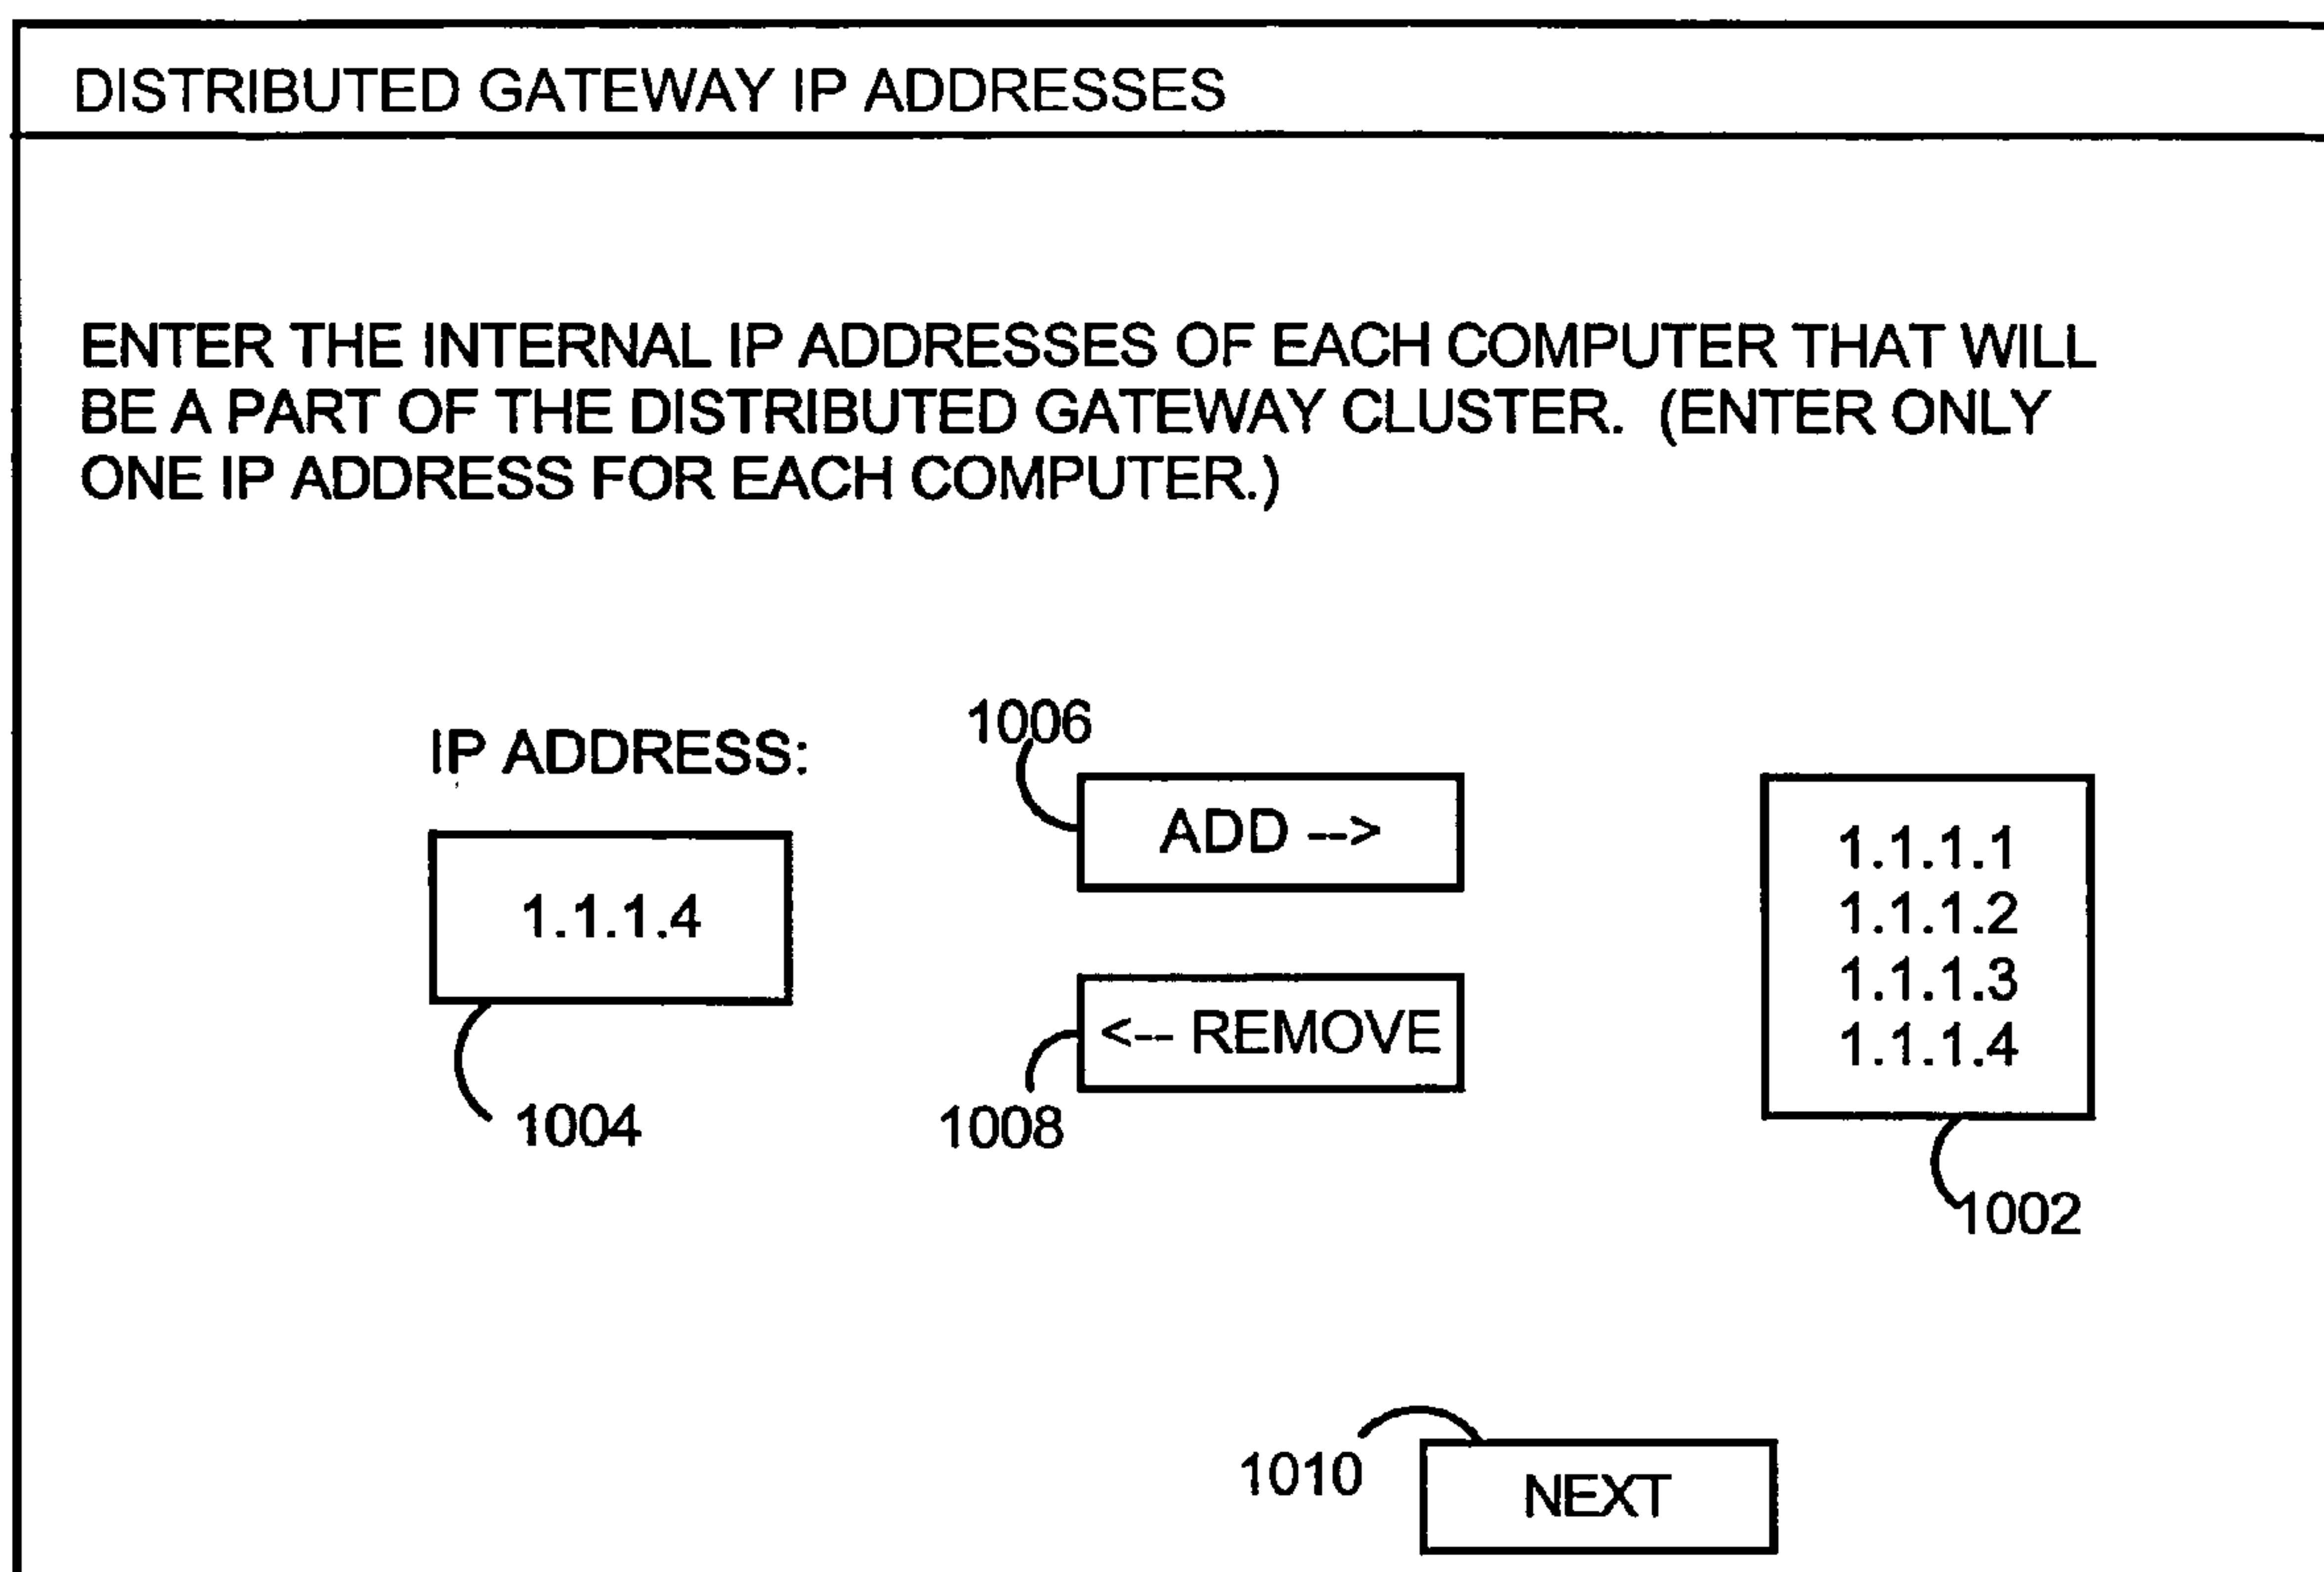 DISTRIBUTED GATEWAY IP ADDRESSES
ENTER THE INTERNAL IP ADDRESSES OF EACH COMPUTER THAT WILL
BE A PART OF THE DISTRIBUTED GATEWAY CLUSTER. (ENTER ONLY
ONE IP ADDRESS FOR EACH COMPUTER.)
IP ADDRESS:
1.1.1.4
1004
1006
ADD -->
<-- REMOVE
1008
1.1.1.1
1.1.1.2
1.1.1.3
1.1.1.4
1002
1010
NEXT